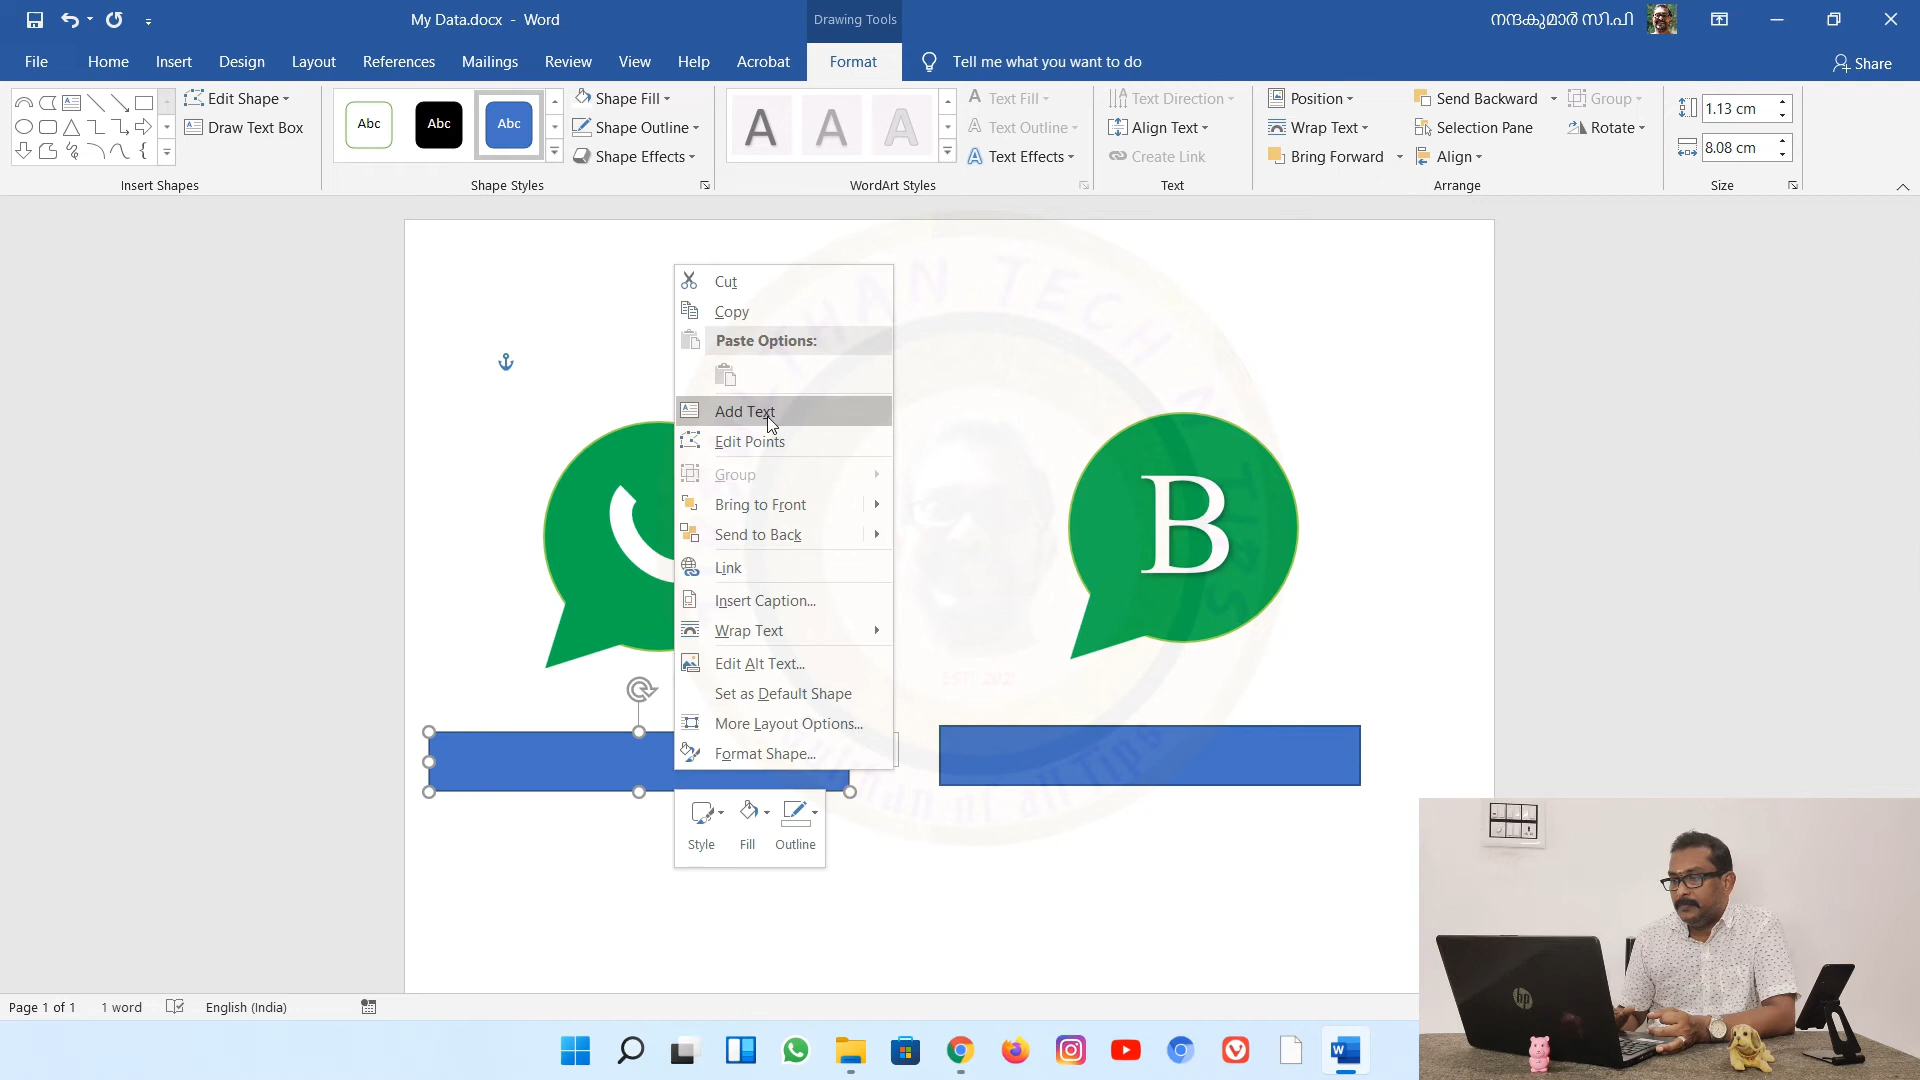 My Data.docx - Word
Drawing Tools
നന്ദകുമാർ സി.പി
File
Home
Insert
Design
Layout
References
Mailings
Review
View
Help
Acrobat
Format
Tell me what you want to do
Share
Edit Shape
Draw Text Box
Insert Shapes
Abc
Abc
Abc
Shape Fill
Shape Outline
Shape Effects
Shape Styles
A
A
A
WordArt Styles
Text Fill
Text Outline
Text Effects
Text Direction
Align Text
Create Link
Text
Position
Wrap Text
Bring Forward
Send Backward
Selection Pane
Align
Group
Rotate
Arrange
1.13 cm
8.08 cm
Size
Cut
Copy
Paste Options:
Add Text
Edit Points
Group
Bring to Front
Send to Back
Link
Insert Caption...
Wrap Text
Edit Alt Text...
Set as Default Shape
More Layout Options...
Format Shape...
Style
Fill
Outline
B
TECH
of all Tips
hp
Page 1 of 1
1 word
English (India)